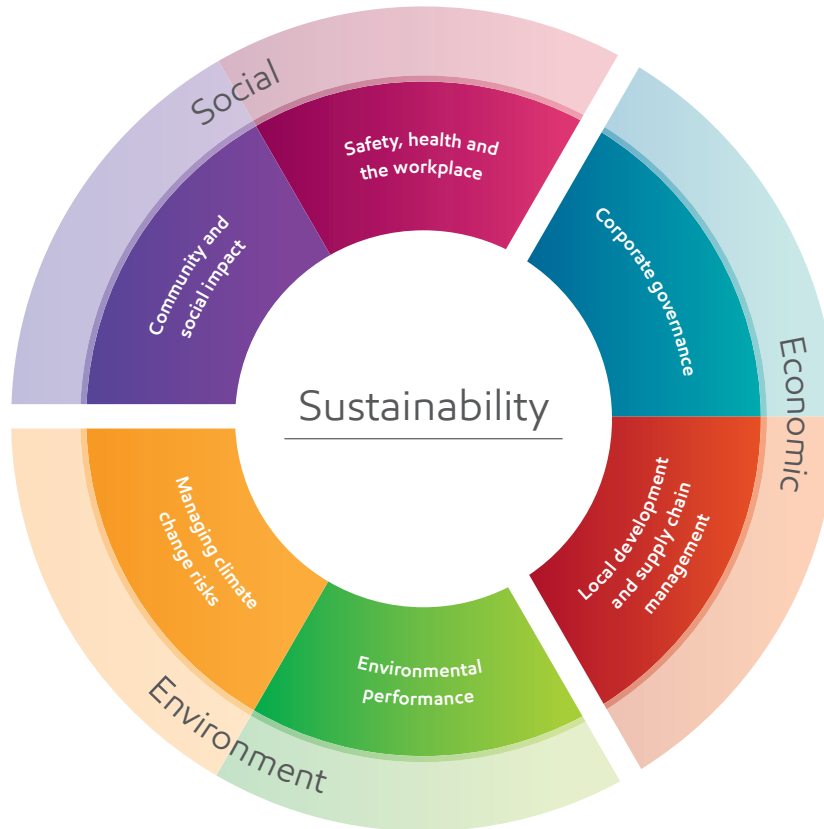 Social
Safety, health and
the workplace
Community and
social impact
Corporate governance
Economic
Sustainability
Local development
and supply chain
management
Managing climate
change risks
Environmental
performance
Environment